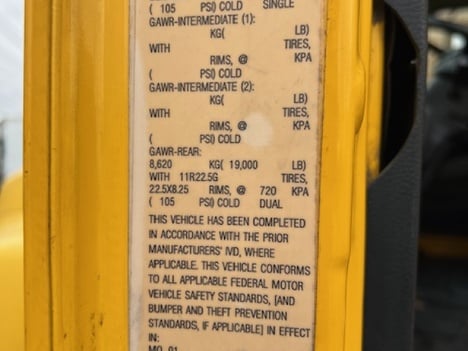 ( 105 PSI) COLD SINGLE
GAWR-INTERMEDIATE (1):
KG( LB)
WITH TIRES,
RIMS, @ KPA
( PSI) COLD
GAWR-INTERMEDIATE (2):
KG( LB)
WITH TIRES,
RIMS, @ KPA
( PSI) COLD
GAWR-REAR:
8,620 KG( 19,000 LB)
WITH 11R22.5G TIRES,
22.5X8.25 RIMS, @ 720 KPA
( 105 PSI) COLD DUAL
THIS VEHICLE HAS BEEN COMPLETED
IN ACCORDANCE WITH THE PRIOR
MANUFACTURERS' IVD, WHERE
APPLICABLE. THIS VEHICLE CONFORMS
TO ALL APPLICABLE FEDERAL MOTOR
VEHICLE SAFETY STANDARDS, [AND
BUMPER AND THEFT PREVENTION
STANDARDS, IF APPLICABLE] IN EFFECT
IN:
MO. 01